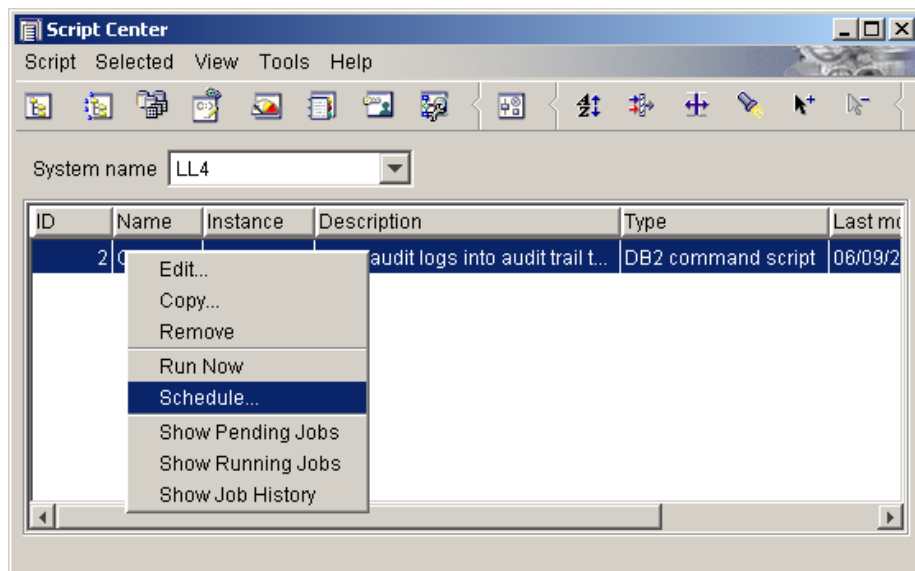 Script Center
Script Selected View Tools Help
System name LL4
ID Name Instance Description Type Last mo
2 audit logs into audit trail t... DB2 command script 06/09/2
Edit...
Copy...
Remove
Run Now
Schedule...
Show Pending Jobs
Show Running Jobs
Show Job History